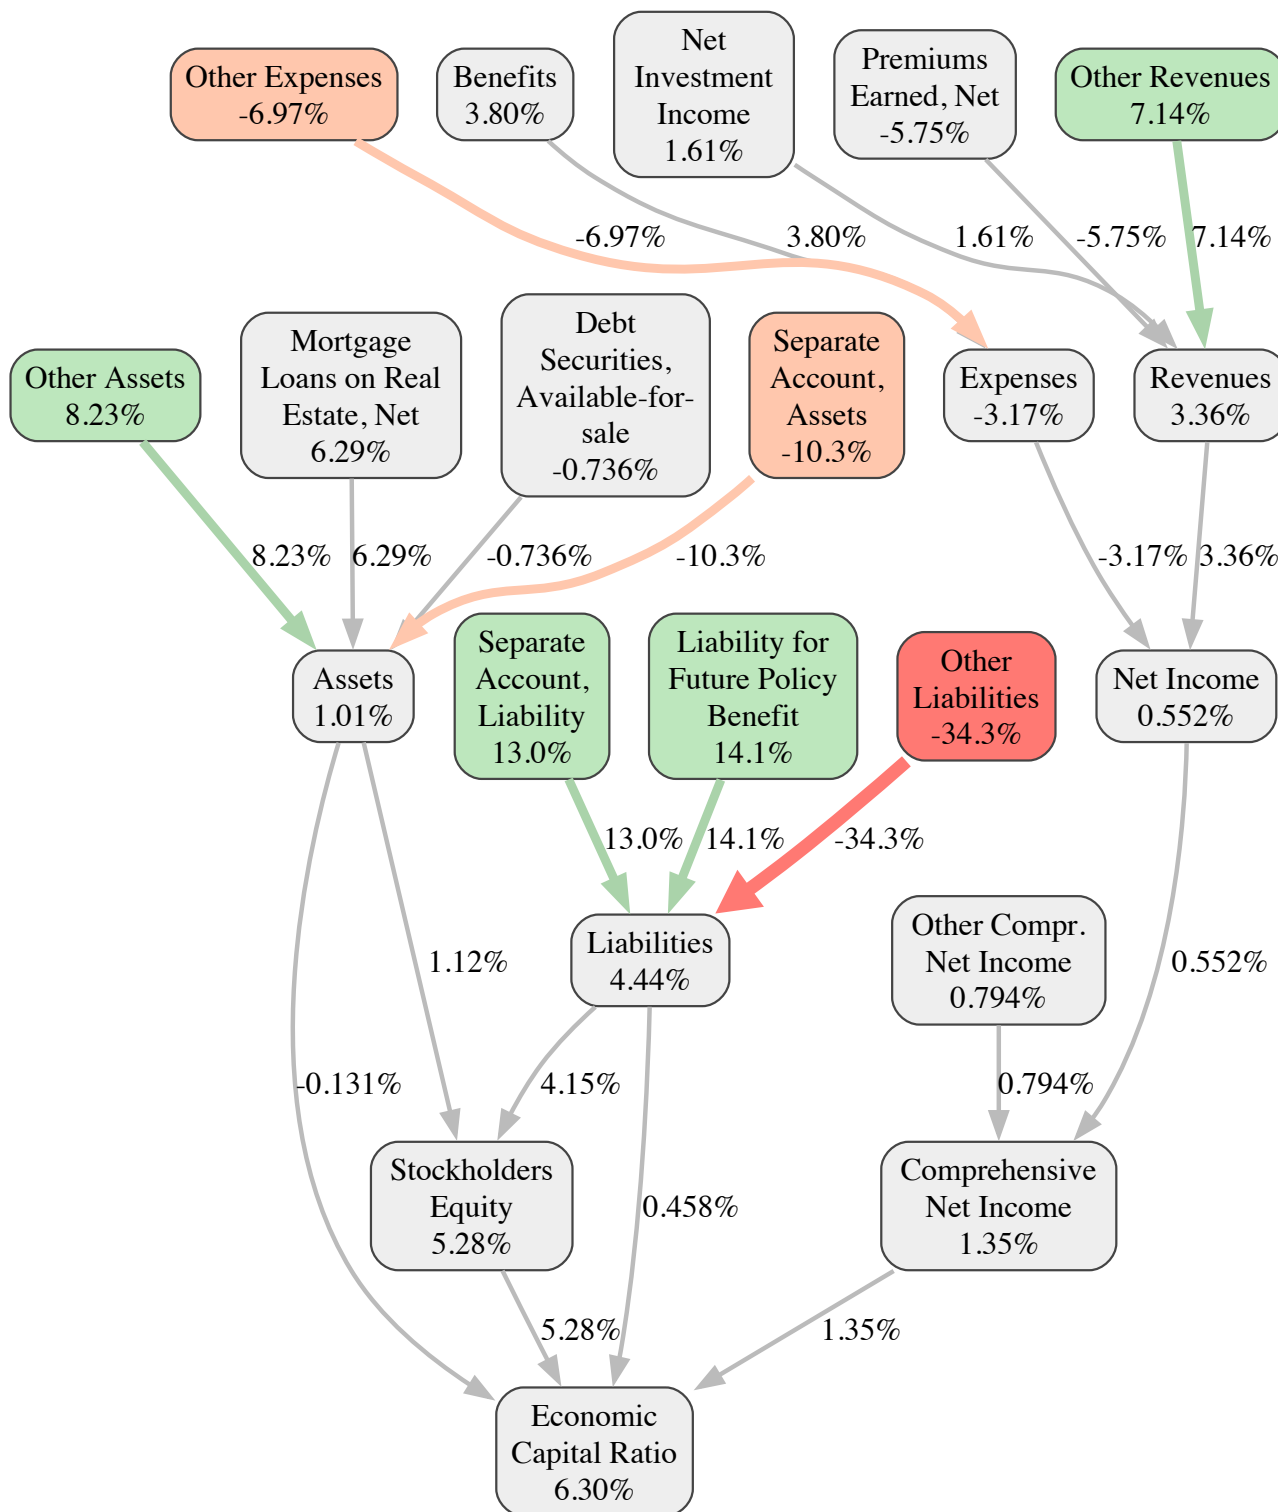 Other Expenses
-6.97%
Benefits
3.80%
Net
Investment
Income
1.61%
Premiums
Earned, Net
-5.75%
Other Revenues
7.14%
-6.97%
3.80%
1.61%
-5.75%
7.14%
Other Assets
8.23%
Mortgage
Loans on Real
Estate, Net
6.29%
Debt
Securities,
Available-for-
sale
-0.736%
Separate
Account,
Assets
-10.3%
Expenses
-3.17%
Revenues
3.36%
8.23%
6.29%
-0.736%
-10.3%
-3.17%
3.36%
Assets
1.01%
Separate
Account,
Liability
13.0%
Liability for
Future Policy
Benefit
14.1%
Other
Liabilities
-34.3%
Net Income
0.552%
13.0%
14.1%
-34.3%
Liabilities
4.44%
Other Compr.
Net Income
0.794%
1.12%
0.552%
-0.131%
4.15%
0.794%
Stockholders
Equity
5.28%
0.458%
Comprehensive
Net Income
1.35%
5.28%
1.35%
Economic
Capital Ratio
6.30%